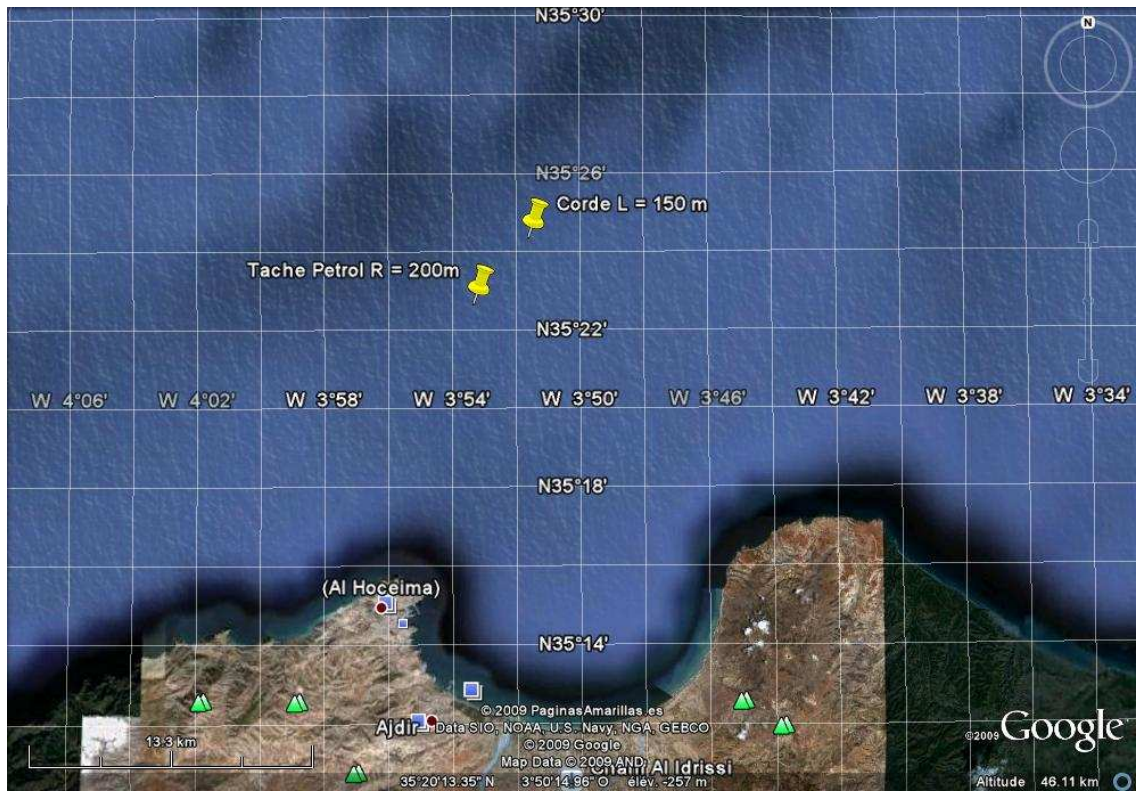 N35°30'
N
N35°26'
Corde L = 150 m
Tache Petrol R = 200m
N35°22'
W 4°06' W 4°02' W 3°58' W 3°54' W 3°50' W 3°46' W 3°42' W 3°38' W 3°34'
N35°18'
(Al Hoceima)
N35°14'
© 2009 PaginasAmarillas.es
Ajdir
Data SIO, NOAA, U.S. Navy, NGA, GEBCO
© 2009 Google
Map Data © 2009 AND
13.3 km
©2009 Google
Al Idrissi
35°20'13.35" N 3°50'14.96" O élév. -257 m
Altitude 46.11 km